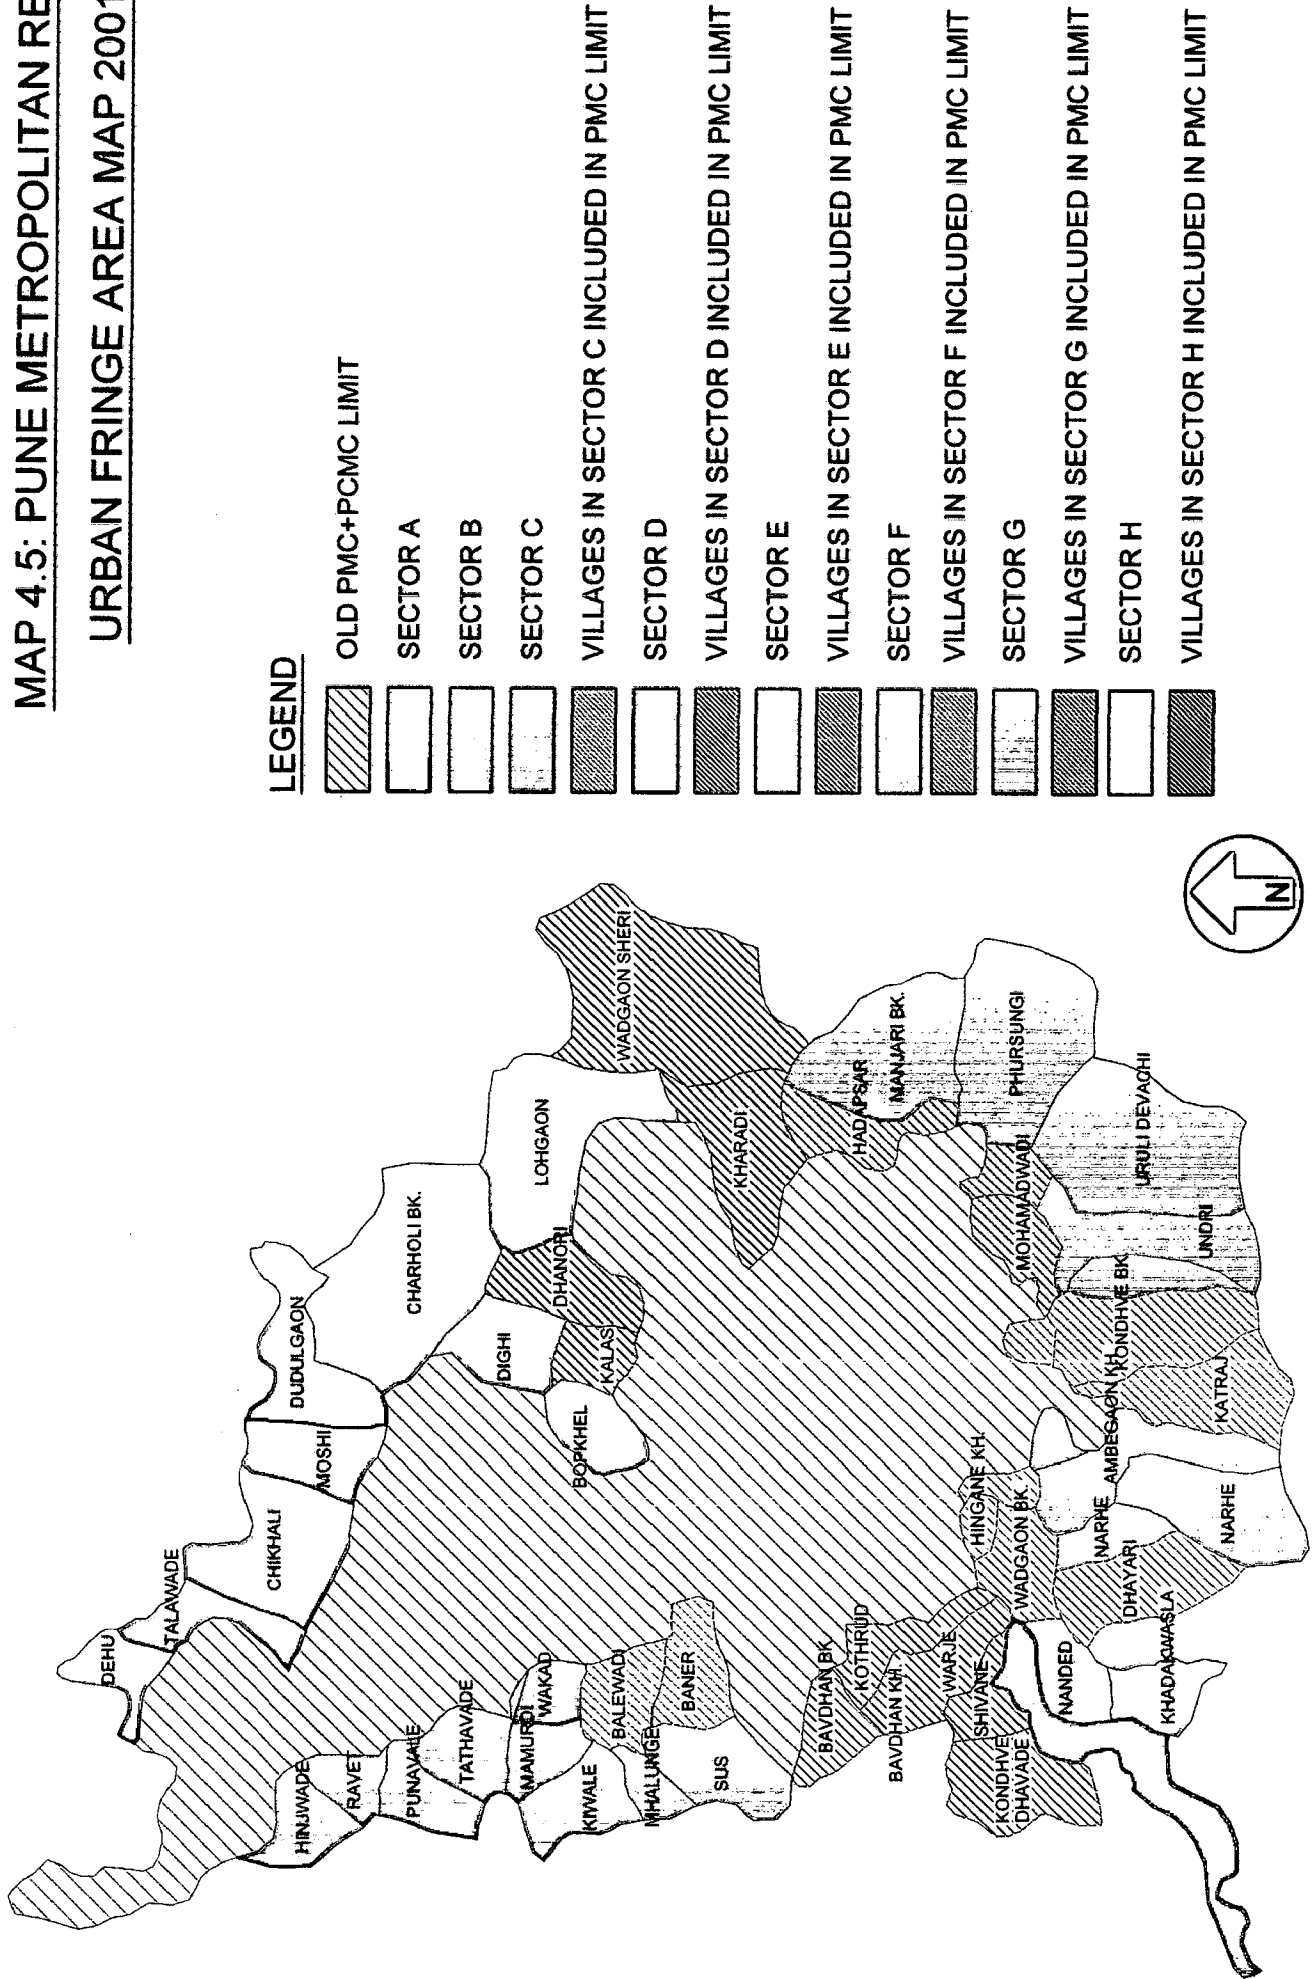 MAP 4.5: PUNE METROPOLITAN RE
URBAN FRINGE AREA MAP 2001
LEGEND
OLD PMC+PCMC LIMIT
SECTOR A
SECTOR B
SECTOR C
VILLAGES IN SECTOR C INCLUDED IN PMC LIMIT
SECTOR D
VILLAGES IN SECTOR D INCLUDED IN PMC LIMIT
SECTOR E
VILLAGES IN SECTOR E INCLUDED IN PMC LIMIT
SECTOR F
VILLAGES IN SECTOR F INCLUDED IN PMC LIMIT
SECTOR G
VILLAGES IN SECTOR G INCLUDED IN PMC LIMIT
SECTOR H
VILLAGES IN SECTOR H INCLUDED IN PMC LIMIT
N
DEHU
TALAWADE
CHIKHALI
MOSHI
DUDULGAON
CHARHOLI BK.
DIGHI
LOHGAON
DHANORI
KALAS
BOPKHEL
WADGAON SHERI
KHARADI
HADAPSAR
MANJARI BK.
PHURSUNGI
MOHAMADWADI
URULI DEVACHI
UNDRI
KONDHVE BK.
KATRAJ
AMBEGAON KH.
NARHE
NARHE
HINGANE KH.
WADGAON BK.
DHAYARI
KHADAKWASLA
NANDED
SHIVANE
WARJE
KONDHVE
DHAVADE
BAVDHAN KH.
KOTHRUD
BAVDHAN BK.
SUS
BANER
MHALUNGE
BALEWADI
KIWALE
WAKAD
MAMURDI
TATHAVADE
PUNAVALE
RAVET
HINJWADE